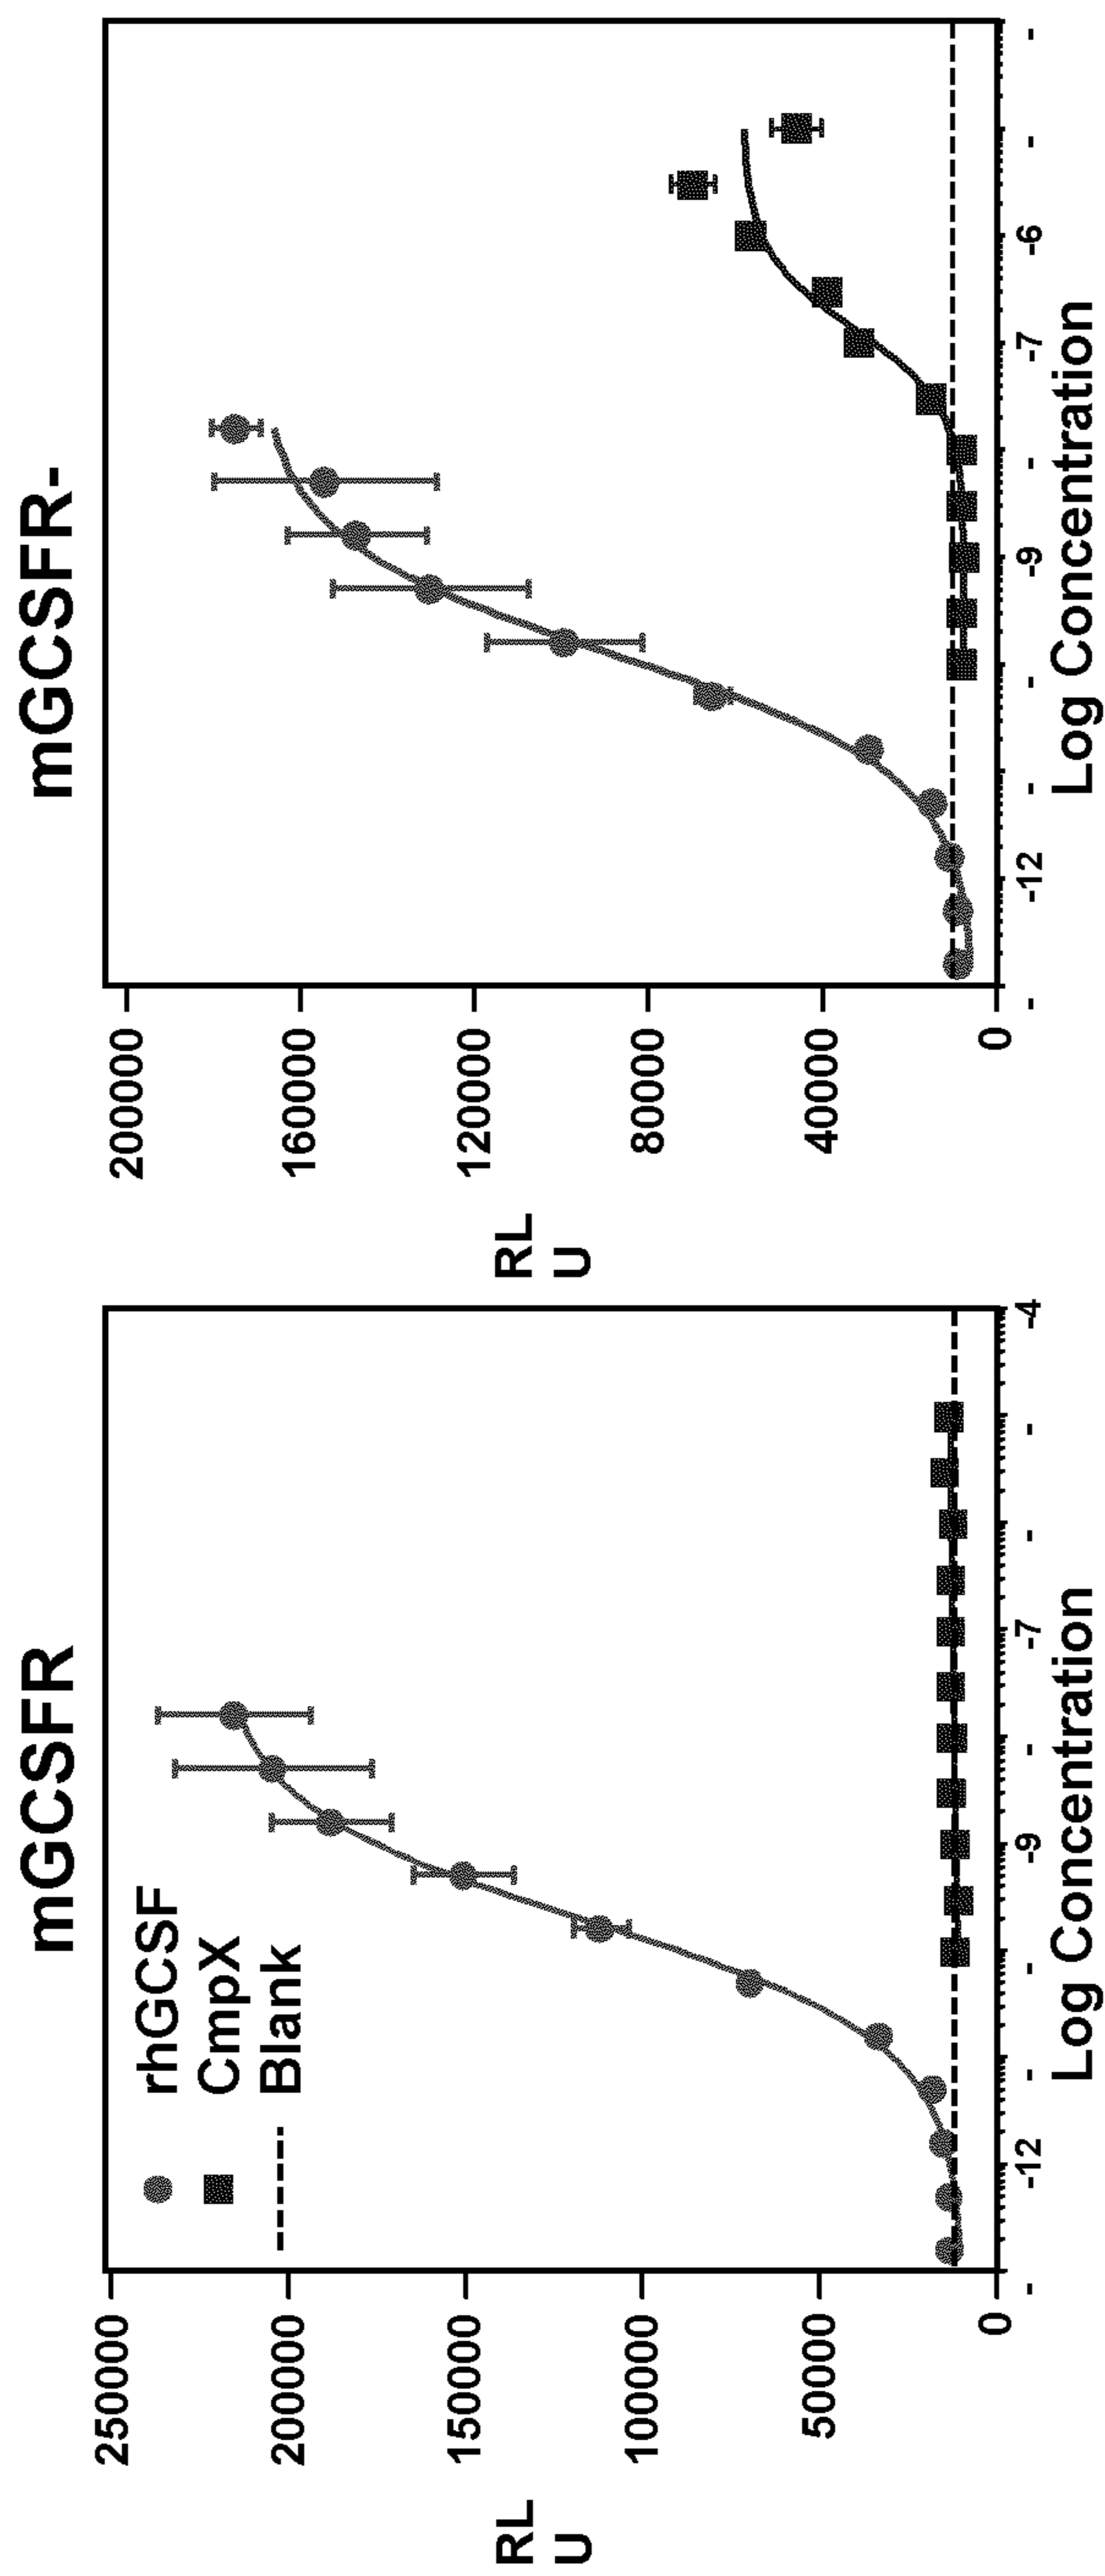 mGCSFR
rhGCSF
CmpX
Blank
250000
200000
150000
100000
50000
0
RL
U
- -12 - - -9 - -7 - - -4
Log Concentration
mGCSFR-
200000
160000
120000
80000
40000
0
RL
U
- -12 - - -9 - -7 -6 - -
Log Concentration